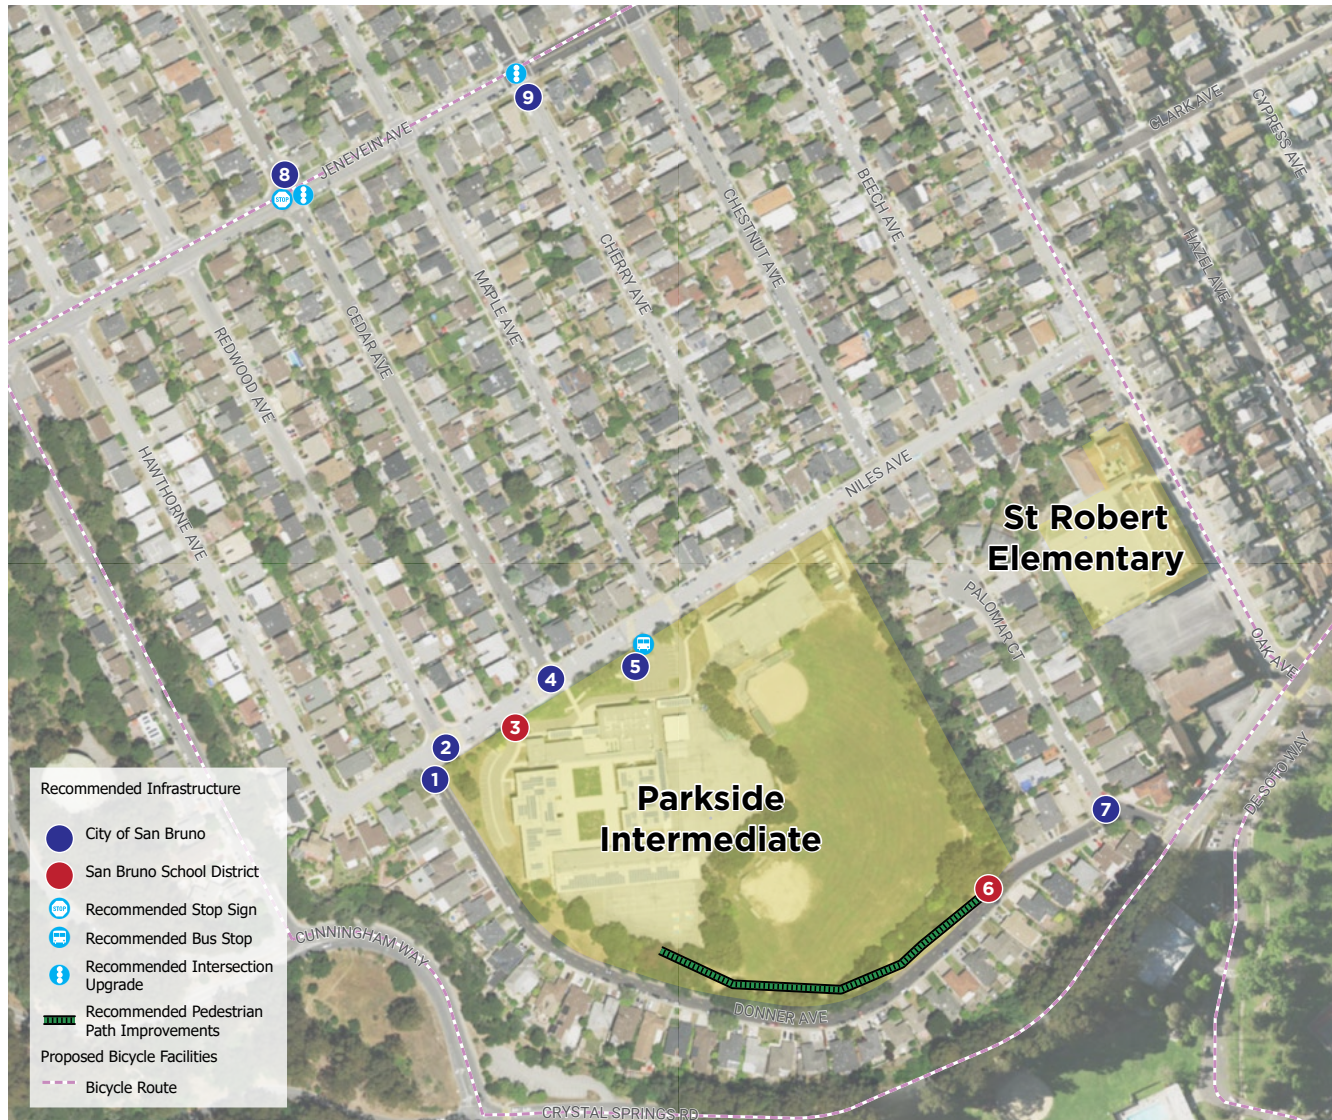 9
8
STOP
JENEVEIN AVE
CLARK AVE
CYPRESS AVE
CHESTNUT AVE
BEECH AVE
HAZEL AVE
CHERRY AVE
MAPLE AVE
CEDAR AVE
REDWOOD AVE
HAWTHORNE AVE
NILES AVE
St Robert
Elementary
PALOMAR CT
OAK AVE
5
4
3
2
1
Parkside
Intermediate
7
DE SOTO WAY
6
CUNNINGHAM WAY
DONNER AVE
CRYSTAL SPRINGS RD
Recommended Infrastructure
City of San Bruno
San Bruno School District
STOP
Recommended Stop Sign
Recommended Bus Stop
Recommended Intersection
Upgrade
Recommended Pedestrian
Path Improvements
Proposed Bicycle Facilities
Bicycle Route